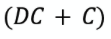 (DC + C)